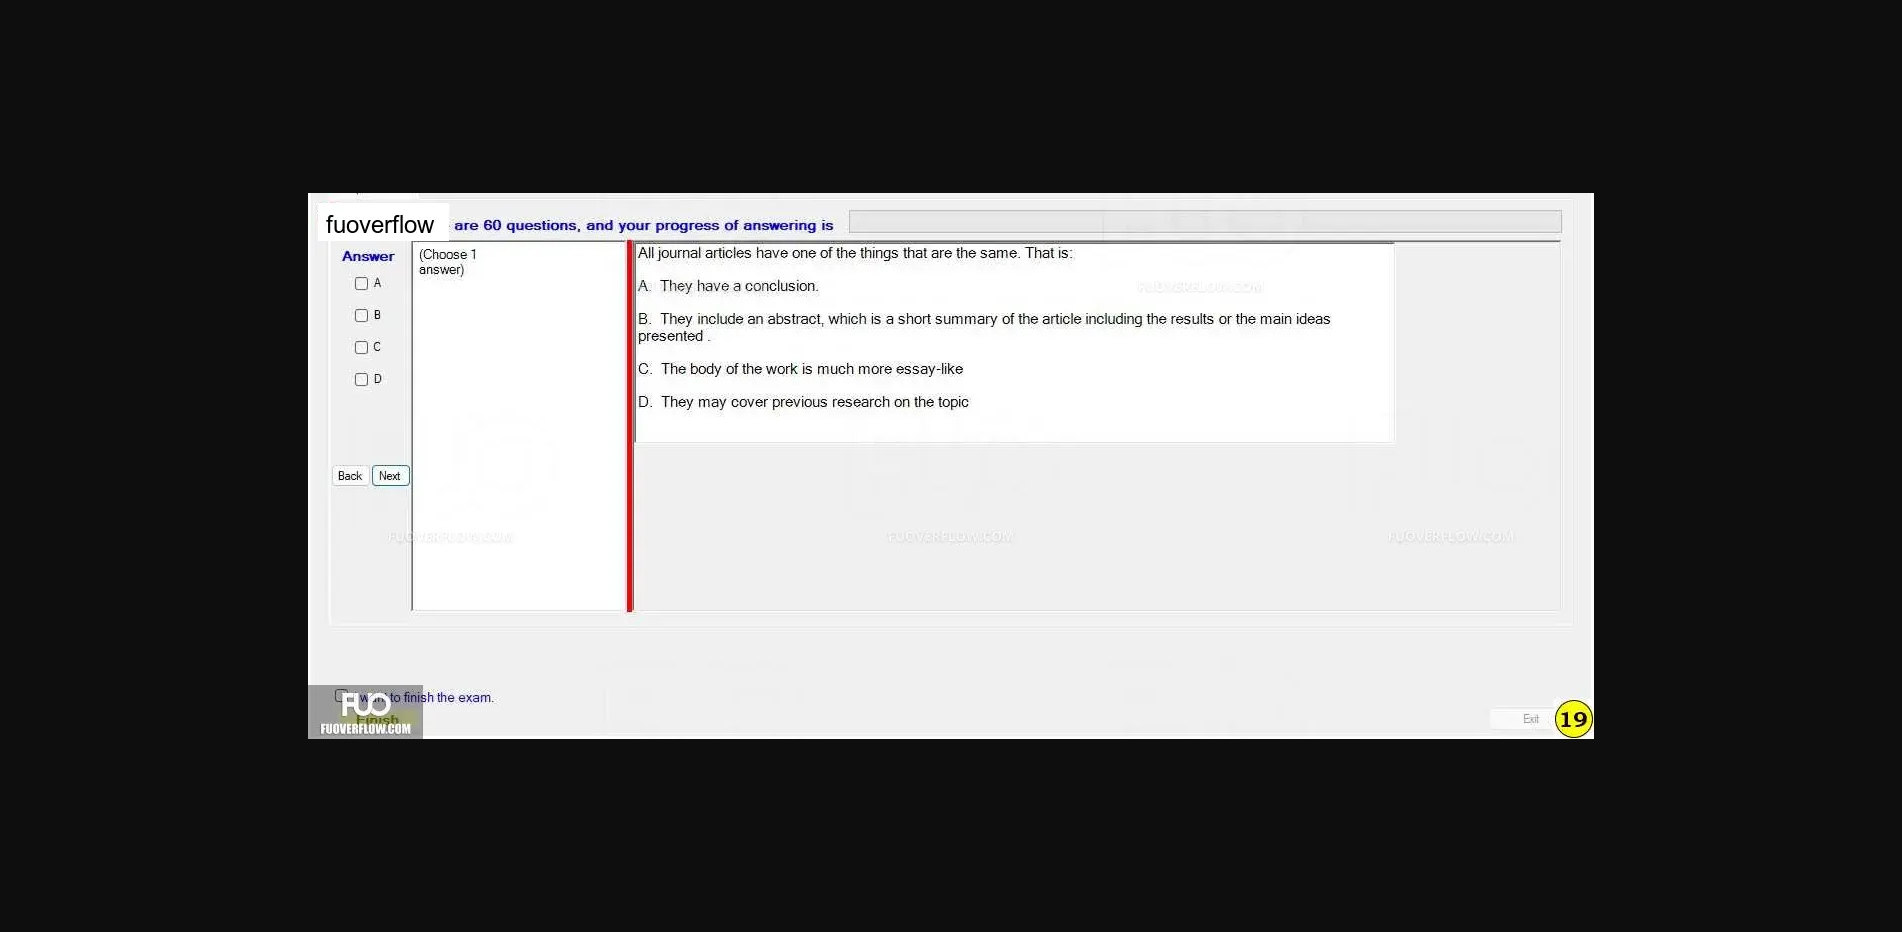 fuoverflow are 60 questions, and your progress of answering is
Answer
(Choose 1
answer)
A
B
C
D
Back Next
All journal articles have one of the things that are the same. That is:
A. They have a conclusion.
B. They include an abstract, which is a short summary of the article including the results or the main ideas
presented .
C. The body of the work is much more essay-like
D. They may cover previous research on the topic
FUOVERFLOW.COM
FUOVERFLOW.COM FUOVERFLOW.COM FUOVERFLOW.COM
want to finish the exam.
Finish
FUO
FUOVERFLOW.COM
Exit 19